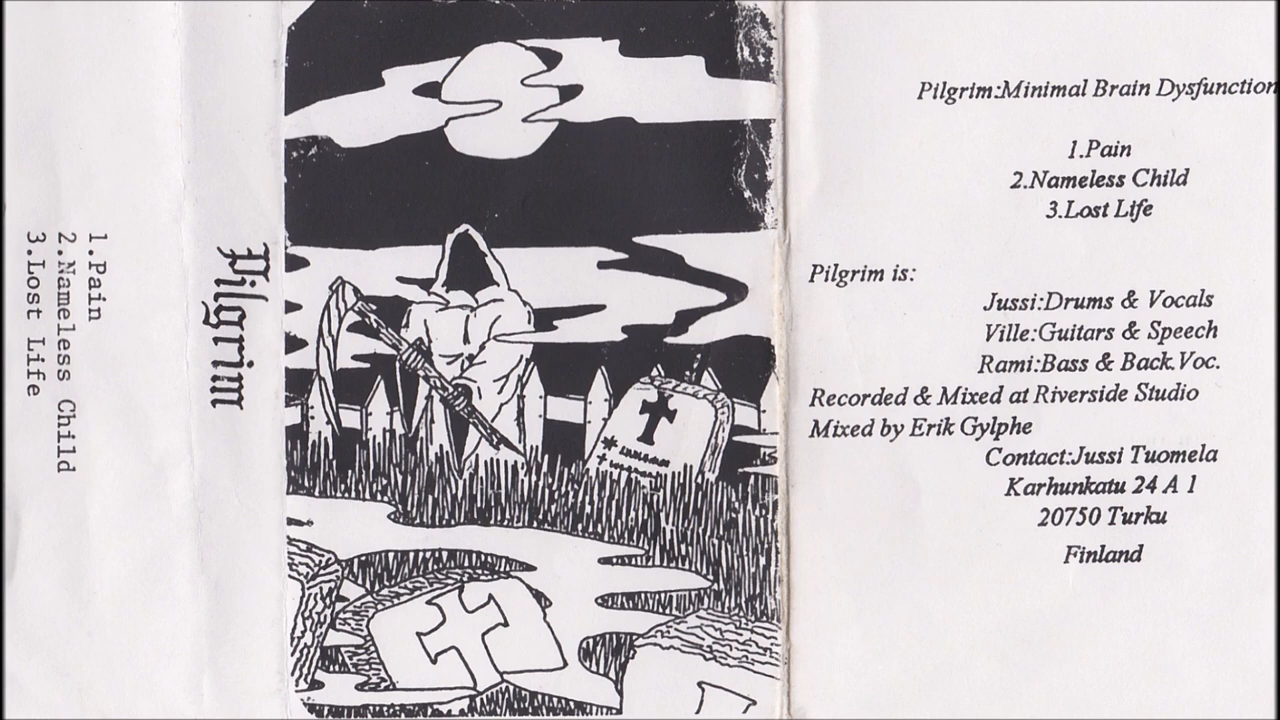 1.Pain
2.Nameless Child
3.Lost Life
Pilgrim
Pilgrim:Minimal Brain Dysfunction
1.Pain
2.Nameless Child
3.Lost Life
Pilgrim is:
Jussi:Drums & Vocals
Ville:Guitars & Speech
Rami:Bass & Back.Voc.
Recorded & Mixed at Riverside Studio
Mixed by Erik Gylphe
Contact:Jussi Tuomela
Karhunkatu 24 A 1
20750 Turku
Finland